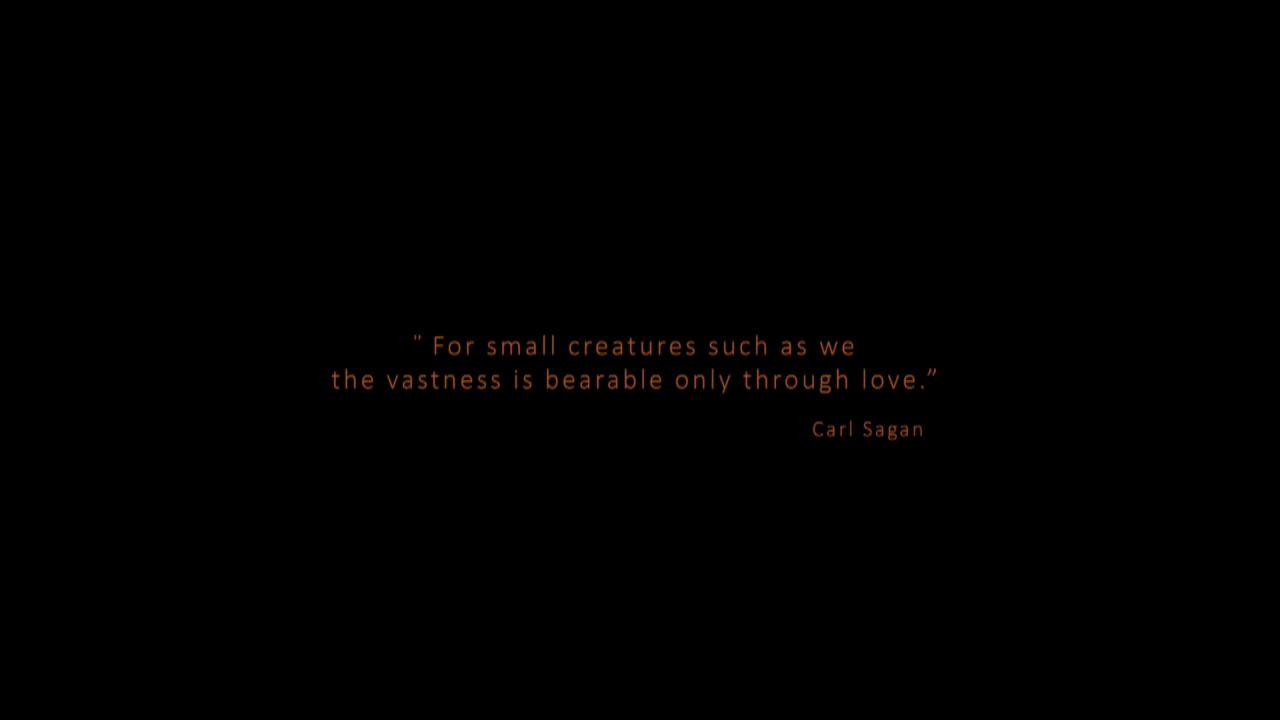 " For small creatures such as we
the vastness is bearable only through love.”
Carl Sagan